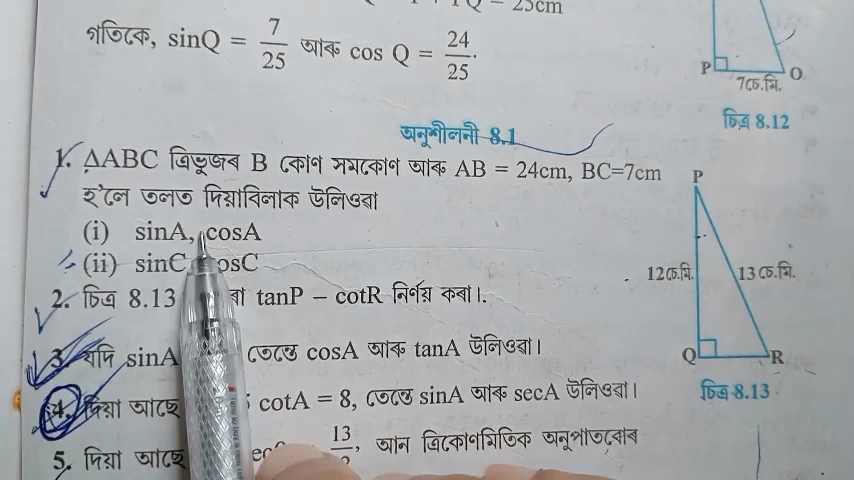 25cm
গতিকে, sinQ = 7/25 আৰু cos Q = 24/25.
P
O
7চে.মি.
চিত্ৰ 8.12
অনুশীলনী 8.1
1. ΔABC ত্ৰিভুজৰ B কোণ সমকোণ আৰু AB = 24cm, BC=7cm
হ'লে তলত দিয়াবিলাক উলিওৱা
(i) sinA, cosA
(ii) sinC osC
2. চিত্ৰ 8.13 ৰা tanP – cotR নিৰ্ণয় কৰা।
3. যদি sinA তেন্তে cosA আৰু tanA উলিওৱা।
4. দিয়া আছে cotA = 8, তেন্তে sinA আৰু secA উলিওৱা।
5. দিয়া আছে 13, আন ত্ৰিকোণমিতিক অনুপাতবোৰ
P
12চে.মি.
13চে.মি.
Q
R
চিত্ৰ 8.13